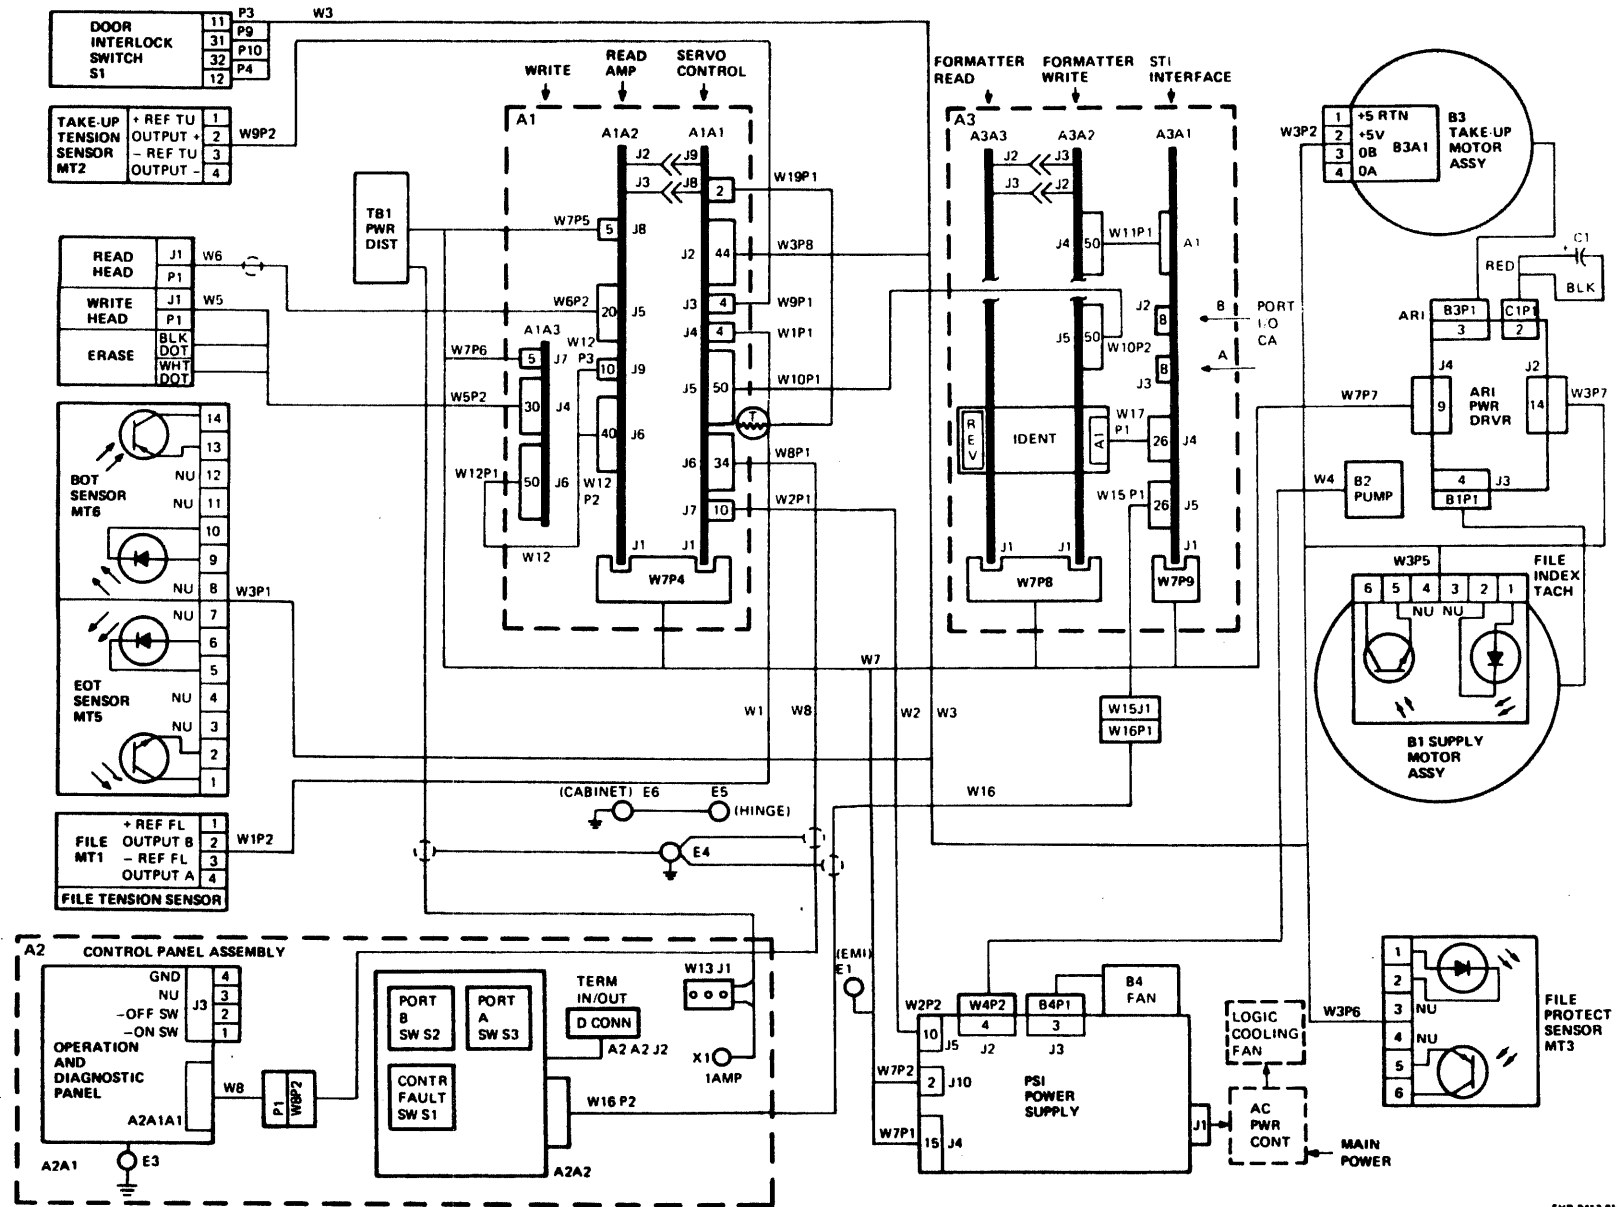 DOOR
INTERLOCK
SWITCH
S1
11
31
32
12
P3
P9
P10
P4
W3
TAKE-UP
TENSION
SENSOR
MT2
+ REF TU
OUTPUT +
− REF TU
OUTPUT −
1
2
3
4
W9P2
READ
HEAD
J1
P1
W6
WRITE
HEAD
J1
P1
W5
ERASE
BLK
DOT
WHT
DOT
TB1
PWR
DIST
WRITE
READ
AMP
SERVO
CONTROL
A1
A1A2
A1A1
J2
J9
J3
J8
2
W19P1
W7P5
5
J8
J2
44
W3P8
W6P2
20
J5
J3
4
W9P1
J4
4
W1P1
A1A3
W12
P3
W7P6
5
J7
10
J9
J5
50
W10P1
W5P2
30
J4
40
J6
T
W12P1
50
J6
W12
P2
J6
34
W8P1
J7
10
W2P1
W12
J1
J1
W7P4
FORMATTER
READ
FORMATTER
WRITE
STI
INTERFACE
A3
A3A3
A3A2
A3A1
J2
J3
J3
J2
J4
50
W11P1
A1
J5
50
W10P2
J2
8
J3
8
B
A
PORT
I/O
CA
REV
IDENT
A1
W17
P1
26
J4
W15 P1
26
J5
J1
J1
J1
W7P8
W7P9
W3P2
1
2
3
4
+5 RTN
+5V
0B
0A
B3A1
B3
TAKE-UP
MOTOR
ASSY
+
C1
RED
BLK
ARI
B3P1
3
C1P1
2
J4
J2
9
ARI
PWR
DRVR
14
W7P7
W3P7
4
B1P1
J3
W4
B2
PUMP
W3P5
FILE
INDEX
TACH
6
5
4
3
2
1
NU
NU
B1 SUPPLY
MOTOR
ASSY
BOT
SENSOR
MT6
14
13
NU
12
NU
11
10
9
NU
8
W3P1
NU
7
6
5
EOT
SENSOR
MT5
NU
4
NU
3
2
1
FILE
MT1
+ REF FL
OUTPUT B
− REF FL
OUTPUT A
1
2
3
4
W1P2
FILE TENSION SENSOR
W7
W1
W8
W2
W3
W15J1
W16P1
W16
(CABINET)
E6
E5
(HINGE)
E4
A2
CONTROL PANEL ASSEMBLY
GND
NU
−OFF SW
−ON SW
J3
4
3
2
1
OPERATION
AND
DIAGNOSTIC
PANEL
A2A1A1
A2A1
E3
W8
P1
W8P2
PORT
B
SW S2
PORT
A
SW S3
CONTR
FAULT
SW S1
TERM
IN/OUT
D CONN
A2 A2 J2
W16 P2
A2A2
W13 J1
X1
1AMP
(EMI)
E1
W2P2
W4P2
4
J2
B4P1
3
J3
B4
FAN
10
J5
W7P2
2
J10
W7P1
15
J4
PSI
POWER
SUPPLY
J1
LOGIC
COOLING
FAN
AC
PWR
CONT
MAIN
POWER
W3P6
1
2
3
4
5
6
NU
NU
FILE
PROTECT
SENSOR
MT3